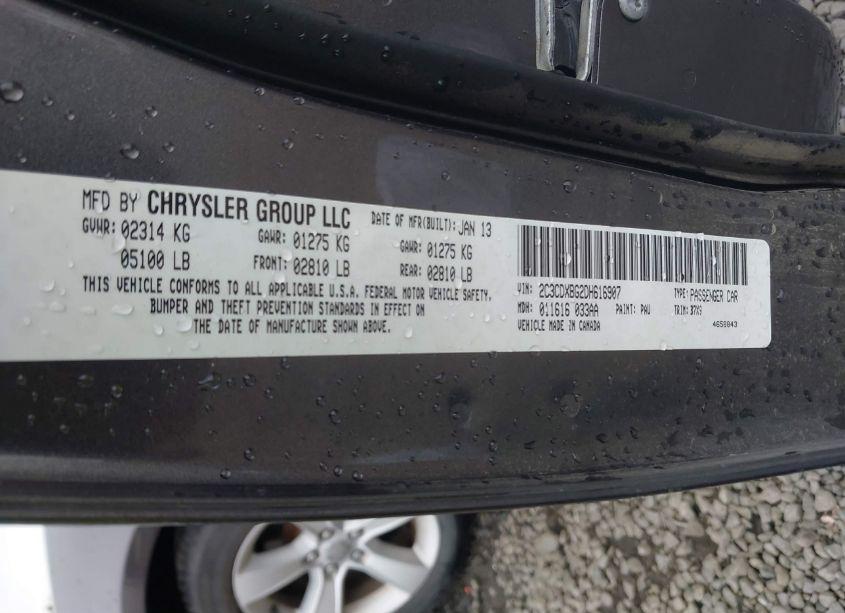 MFD BY CHRYSLER GROUP LLC DATE OF MFR(BUILT): JAN 13
GVWR: 02314 KG GAWR: 01275 KG GAWR: 01275 KG
05100 LB FRONT: 02810 LB REAR: 02810 LB
THIS VEHICLE CONFORMS TO ALL APPLICABLE U.S.A. FEDERAL MOTOR VEHICLE SAFETY,
BUMPER AND THEFT PREVENTION STANDARDS IN EFFECT ON
THE DATE OF MANUFACTURE SHOWN ABOVE.
VIN: 2C3CDXBG2DH616907 TYPE: PASSENGER CAR
MDH: 011616 033AA PAINT: PAU TRIM: B7X9
VEHICLE MADE IN CANADA 4658843